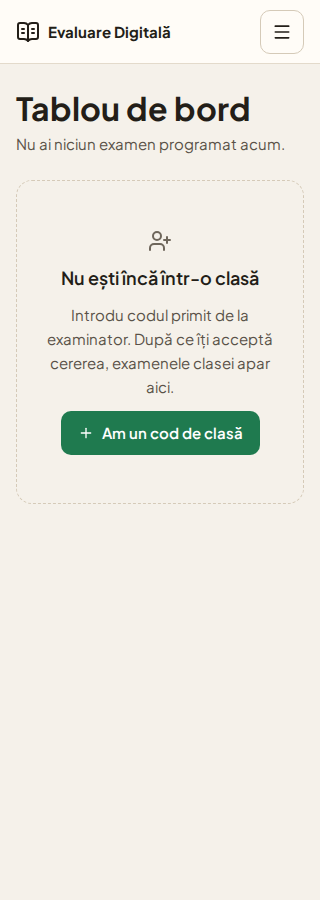 Evaluare Digitală
Tablou de bord
Nu ai niciun examen programat acum.
Nu ești încă într-o clasă
Introdu codul primit de la
examinator. După ce îți acceptă
cererea, examenele clasei apar
aici.
Am un cod de clasă